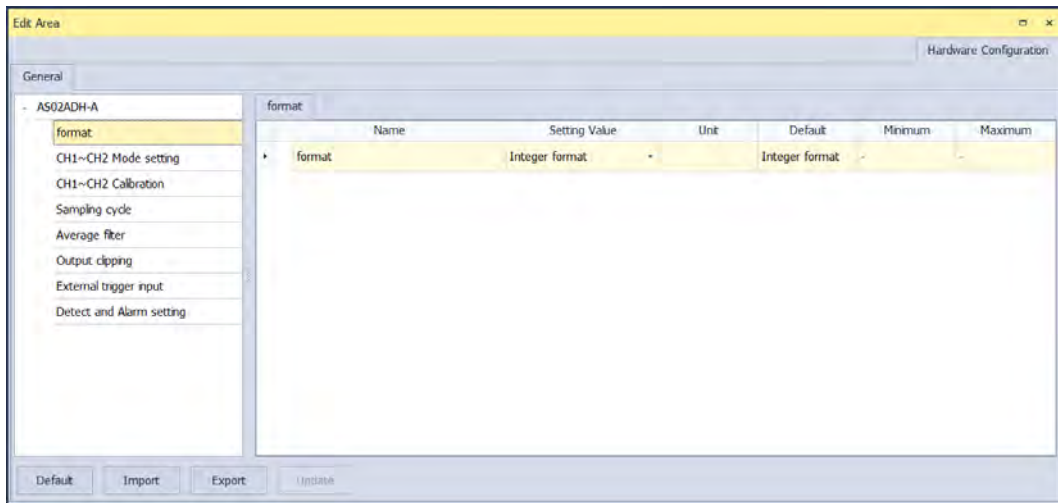 Edit Area
Hardware Configuration
General
- AS02ADH-A
format
CH1~CH2 Mode setting
CH1~CH2 Calibration
Sampling cycle
Average filter
Output clipping
External trigger input
Detect and Alarm setting
format
Name Setting Value Unit Default Minimum Maximum
format Integer format Integer format - -
Default Import Export Update